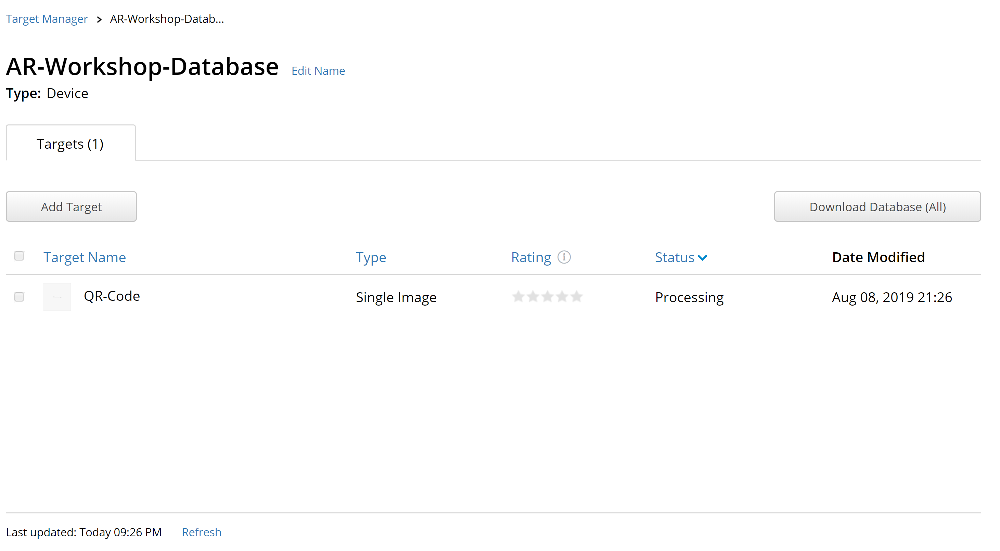 Target Manager > AR-Workshop-Datab...
AR-Workshop-Database Edit Name
Type: Device
Targets (1)
Add Target Download Database (All)
Target Name Type Rating Status Date Modified
QR-Code Single Image Processing Aug 08, 2019 21:26
Last updated: Today 09:26 PM Refresh